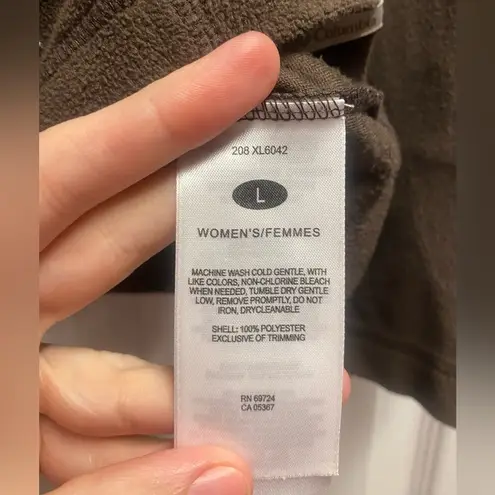 Columbia
208 XL6042
L
WOMEN'S/FEMMES
MACHINE WASH COLD GENTLE, WITH
LIKE COLORS, NON-CHLORINE BLEACH
WHEN NEEDED, TUMBLE DRY GENTLE
LOW, REMOVE PROMPTLY, DO NOT
IRON, DRYCLEANABLE
SHELL: 100% POLYESTER
EXCLUSIVE OF TRIMMING
RN 69724
CA 05367